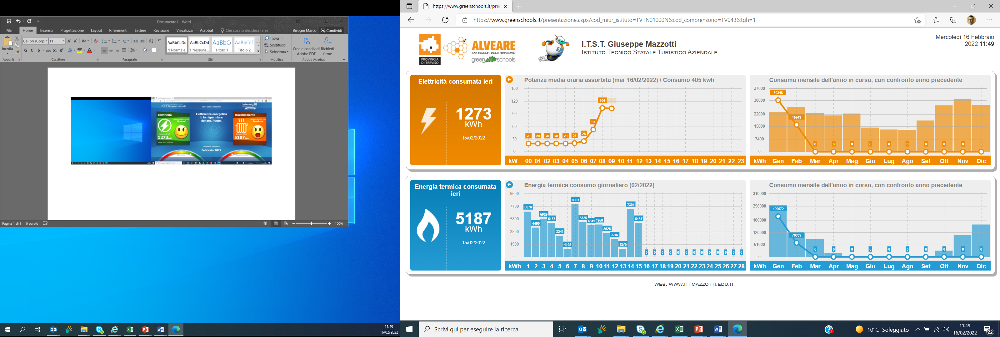 Documento1 - Word
File Home Inserisci Progettazione Layout Riferimenti Lettere Revisione Visualizza Acrobat Che cosa si desidera fare? Bisogni Marco Condividi
Incolla
Calibri (Corp 11
G C S abc X₂ X²
AaBbCcDd AaBbCcDd AaBbC AaBbCcD
¶ Normale ¶ Nessuna... Titolo 1 Titolo 2
Trova
Sostituisci
Seleziona
Crea e condividi Adobe PDF
Richiedi firme
Appunti Carattere Paragrafo Stili Modifica Adobe Acrobat
I.T.S.T. Giuseppe Mazzotti
Come stiamo andando?
interreg
Elettricità
Buono!
1273
L'efficienza energetica
ti fa risparmiare
denaro. Punto.
Riscaldamento
Pessimo!
5187
Febbraio 2022
Pagina 1 di 1 0 parole 100%
11:49
16/02/2022
https://www.greenschools.it/pre
https://www.greenschools.it/presentazione.aspx?cod_miur_istituto=TVTN01000N&cod_comprensorio=TV043&tgh=1
PROVINCIA
DI TREVISO
ALVEARE
100 SCUOLE 1 SOLO PATRIMONIO
green schools
I.T.S.T. Giuseppe Mazzotti
Istituto Tecnico Statale Turistico Aziendale
Mercoledì 16 Febbraio
2022 11:49
Elettricità consumata ieri
1273
kWh
15/02/2022
Potenza media oraria assorbita (mer 16/02/2022) / Consumo 405 kwh
150
120
90
60
30
0
20 20 20 20 20 21 25 53 104
kW 00 01 02 03 04 05 06 07 08 09 10 11 12 13 14 15 16 17 18 19 20 21 22 23
Consumo mensile dell'anno in corso, con confronto anno precedente
37000
30000
22000
15000
7400
0
30348 15949 0 0 0 0 0 0 0 0 0 0
kWh Gen Feb Mar Apr Mag Giu Lug Ago Set Ott Nov Dic
Energia termica consumata
ieri
5187
kWh
15/02/2022
Energia termica consumo giornaliero (02/2022)
9600
7700
5800
3800
1900
0
6876 4495 5829 5187 3241 1195 8003 5325 4841 4950 3626 2707 1275 7301 5187 0 0 0 0 0 0 0 0 0 0 0 0 0
kWh 1 2 3 4 5 6 7 8 9 10 11 12 13 14 15 16 17 18 19 20 21 22 23 24 25 26 27 28
Consumo mensile dell'anno in corso, con confronto anno precedente
310000
250000
180000
120000
61000
0
199072 70039 0 0 0 0 0 0 0 0 0 0
kWh Gen Feb Mar Apr Mag Giu Lug Ago Set Ott Nov Dic
WEB: WWW.ITTMAZZOTTI.EDU.IT
Scrivi qui per eseguire la ricerca
10°C Soleggiato
11:49
16/02/2022
22